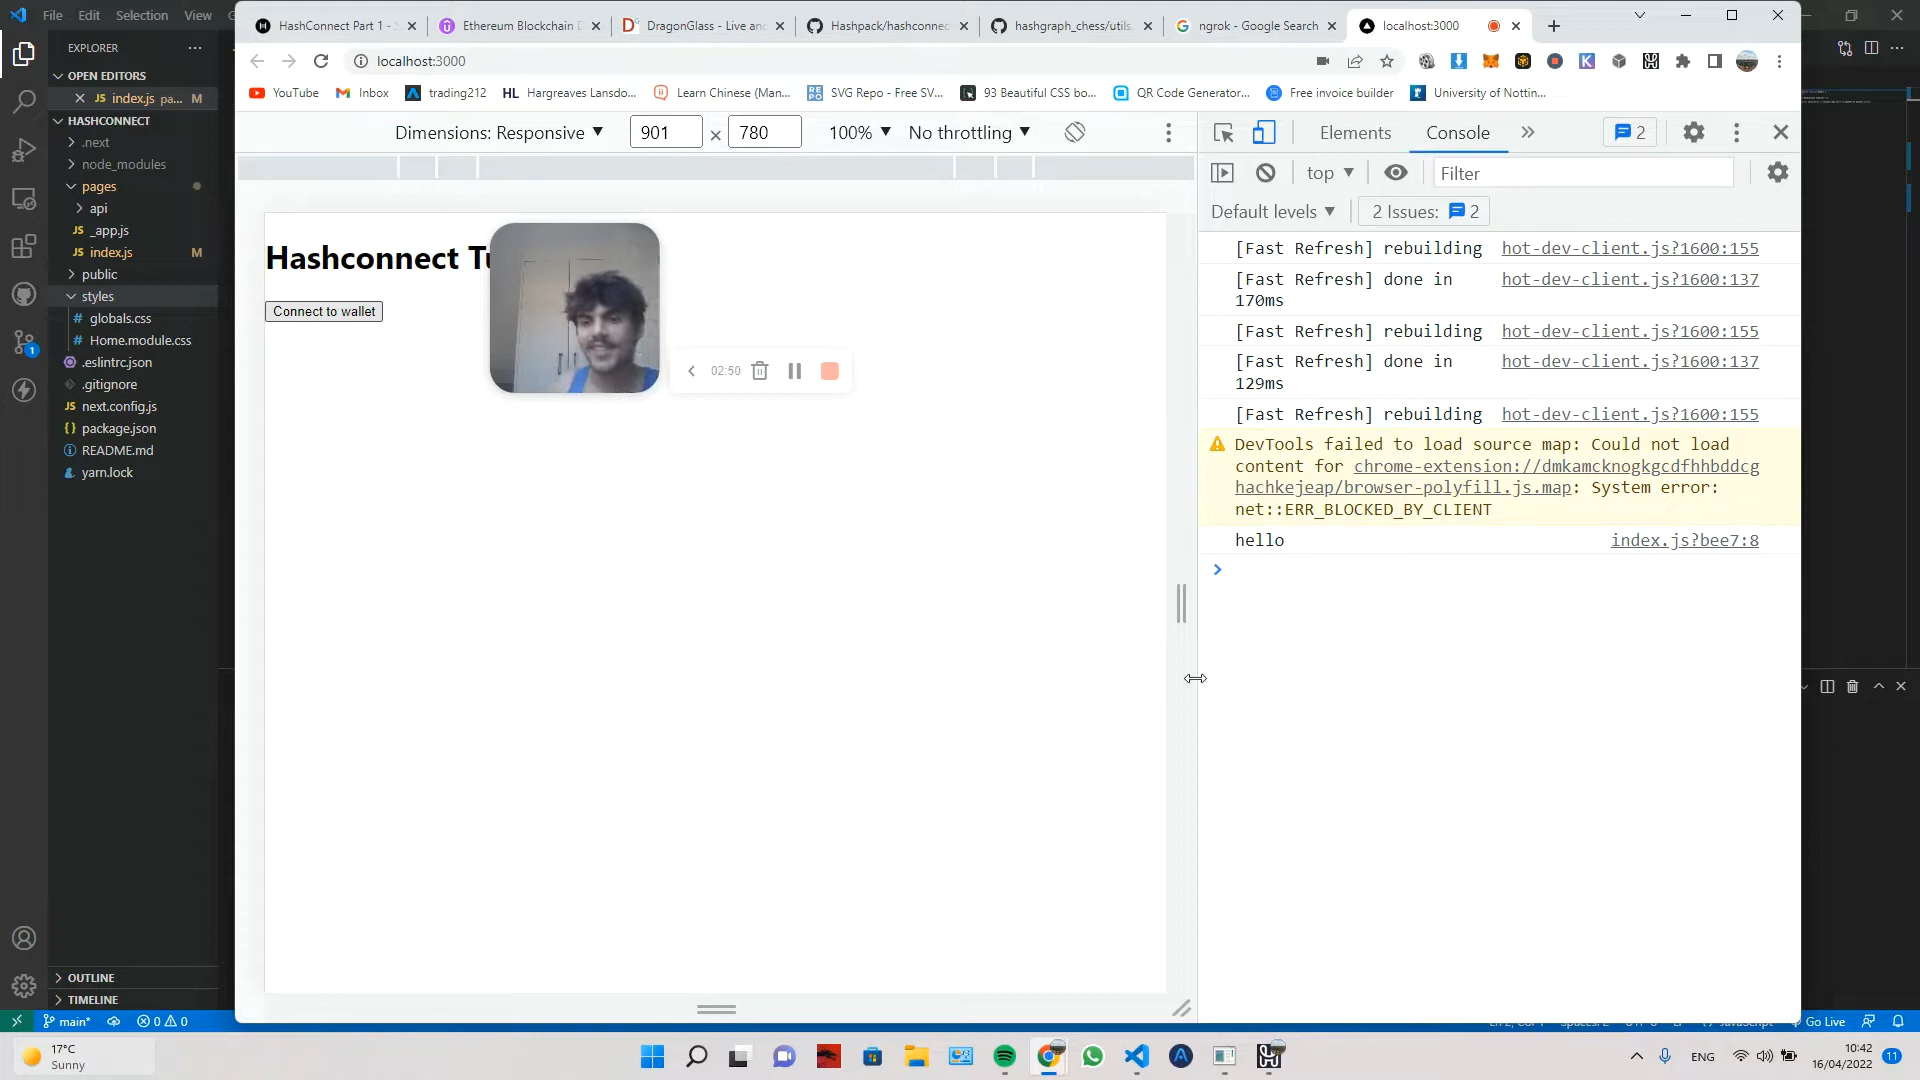 File Edit Selection View G
EXPLORER
OPEN EDITORS
JS index.js pa... M
HASHCONNECT
.next
node_modules
pages
api
JS _app.js
JS index.js M
public
styles
# globals.css
# Home.module.css
.eslintrc.json
.gitignore
JS next.config.js
{} package.json
README.md
yarn.lock
OUTLINE
TIMELINE
main* 0 0
HashConnect Part 1 -
Ethereum Blockchain
DragonGlass - Live and
Hashpack/hashconnec
hashgraph_chess/utils
ngrok - Google Search
localhost:3000
localhost:3000
YouTube
Inbox
trading212
HL Hargreaves Lansdo...
Learn Chinese (Man...
SVG Repo - Free SV...
93 Beautiful CSS bo...
QR Code Generator...
Free invoice builder
University of Nottin...
Dimensions: Responsive 901 × 780 100% No throttling
Hashconnect Tu
Connect to wallet
02:50
Elements Console » 2
top Filter
Default levels 2 Issues: 2
[Fast Refresh] rebuilding hot-dev-client.js?1600:155
[Fast Refresh] done in hot-dev-client.js?1600:137
170ms
[Fast Refresh] rebuilding hot-dev-client.js?1600:155
[Fast Refresh] done in hot-dev-client.js?1600:137
129ms
[Fast Refresh] rebuilding hot-dev-client.js?1600:155
DevTools failed to load source map: Could not load
content for chrome-extension://dmkamcknogkgcdfhhbddcg
hachkejeap/browser-polyfill.js.map: System error:
net::ERR_BLOCKED_BY_CLIENT
hello index.js?bee7:8
Go Live
17°C
Sunny
ENG
10:42
16/04/2022
11